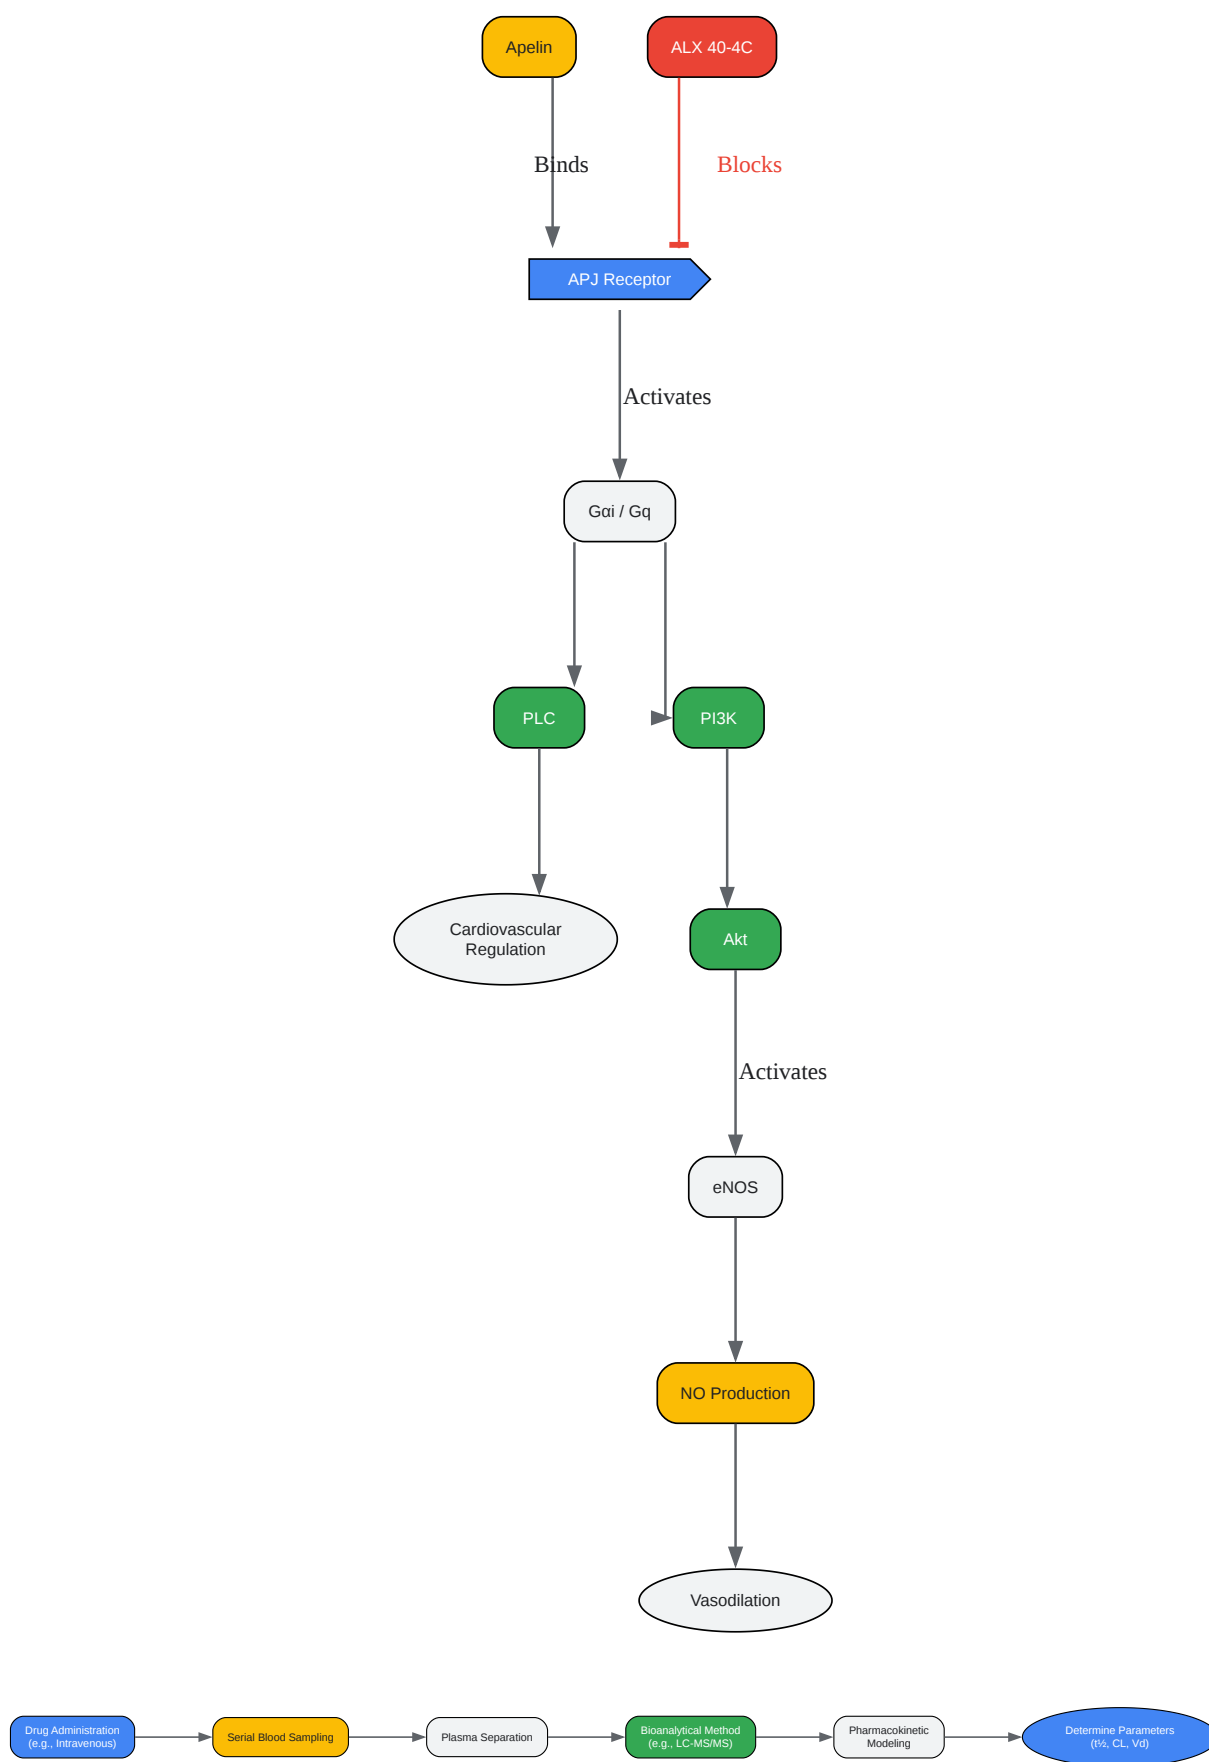 Apelin
ALX 40-4C
Binds
Blocks
APJ Receptor
Activates
Gαi / Gq
PLC
PI3K
Cardiovascular
Regulation
Akt
Activates
eNOS
NO Production
Vasodilation
Drug Administration
(e.g., Intravenous)
Serial Blood Sampling
Plasma Separation
Bioanalytical Method
(e.g., LC-MS/MS)
Pharmacokinetic
Modeling
Determine Parameters
(t½, CL, Vd)